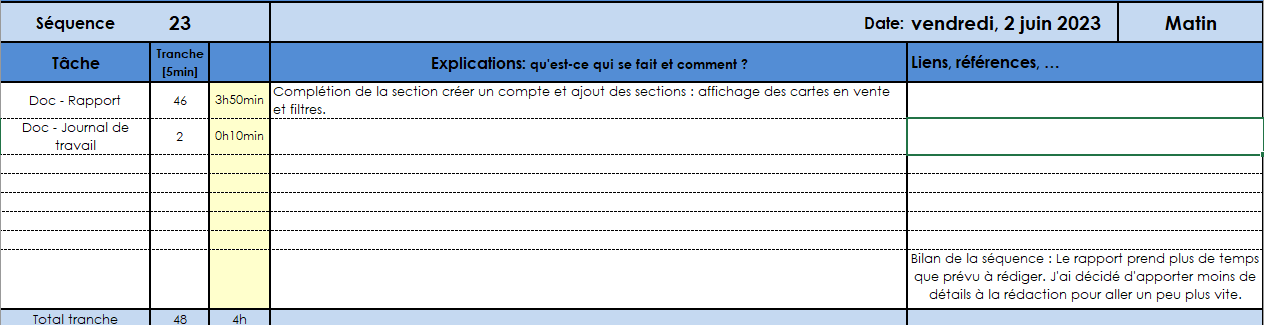 Séquence 23 Date: vendredi, 2 juin 2023 Matin
Tâche Tranche [5min] Explications: qu'est-ce qui se fait et comment ? Liens, références, ...
Doc - Rapport 46 3h50min Complétion de la section créer un compte et ajout des sections : affichage des cartes en vente
et filtres.
Doc - Journal de
travail 2 0h10min
Bilan de la séquence : Le rapport prend plus de temps
que prévu à rédiger. J'ai décidé d'apporter moins de
détails à la rédaction pour aller un peu plus vite.
Total tranche 48 4h